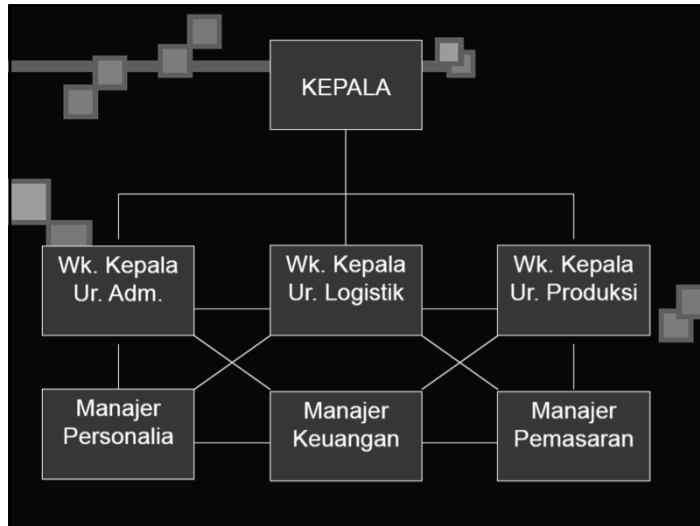 KEPALA
Wk. Kepala
Ur. Adm.
Wk. Kepala
Ur. Logistik
Wk. Kepala
Ur. Produksi
Manajer
Personalia
Manajer
Keuangan
Manajer
Pemasaran